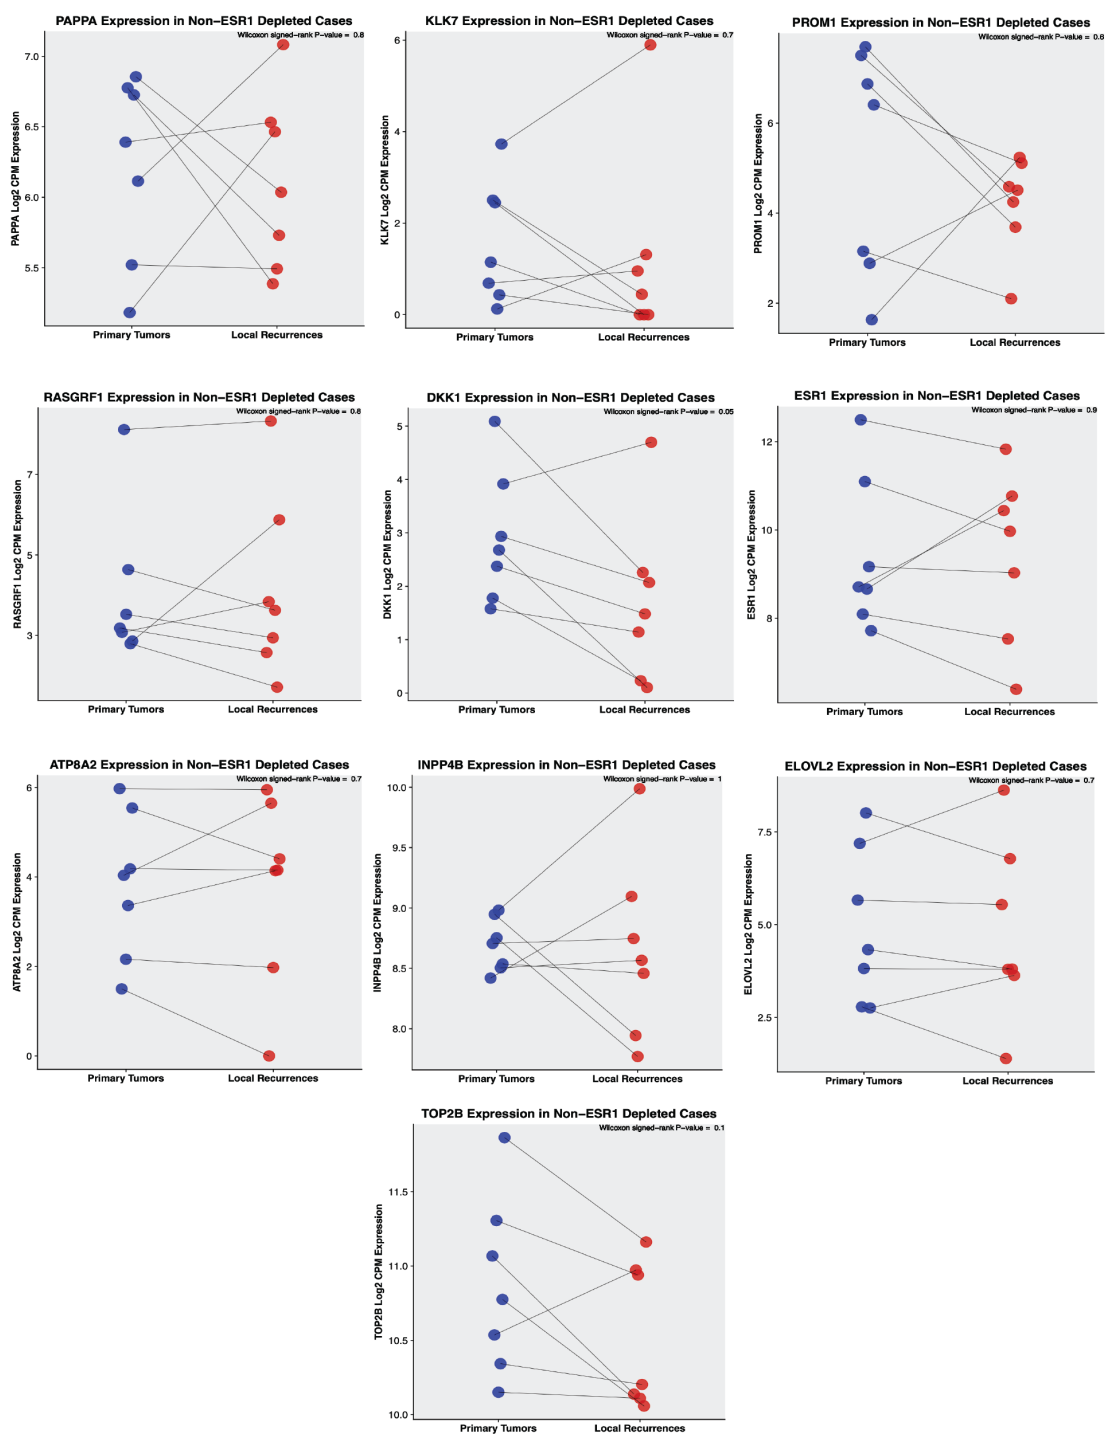 PAPPA Expression in Non−ESR1 Depleted Cases
Wilcoxon signed−rank P−value = 0.8
PAPPA Log2 CPM Expression
7.0
6.5
6.0
5.5
Primary Tumors
Local Recurrences
KLK7 Expression in Non−ESR1 Depleted Cases
Wilcoxon signed−rank P−value = 0.7
KLK7 Log2 CPM Expression
6
4
2
0
Primary Tumors
Local Recurrences
PROM1 Expression in Non−ESR1 Depleted Cases
Wilcoxon signed−rank P−value = 0.6
PROM1 Log2 CPM Expression
6
4
2
Primary Tumors
Local Recurrences
RASGRF1 Expression in Non−ESR1 Depleted Cases
Wilcoxon signed−rank P−value = 0.8
RASGRF1 Log2 CPM Expression
7
5
3
Primary Tumors
Local Recurrences
DKK1 Expression in Non−ESR1 Depleted Cases
Wilcoxon signed−rank P−value = 0.05
DKK1 Log2 CPM Expression
5
4
3
2
1
0
Primary Tumors
Local Recurrences
ESR1 Expression in Non−ESR1 Depleted Cases
Wilcoxon signed−rank P−value = 0.9
ESR1 Log2 CPM Expression
12
10
8
Primary Tumors
Local Recurrences
ATP8A2 Expression in Non−ESR1 Depleted Cases
Wilcoxon signed−rank P−value = 0.7
ATP8A2 Log2 CPM Expression
6
4
2
0
Primary Tumors
Local Recurrences
INPP4B Expression in Non−ESR1 Depleted Cases
Wilcoxon signed−rank P−value = 1
INPP4B Log2 CPM Expression
10.0
9.5
9.0
8.5
8.0
Primary Tumors
Local Recurrences
ELOVL2 Expression in Non−ESR1 Depleted Cases
Wilcoxon signed−rank P−value = 0.7
ELOVL2 Log2 CPM Expression
7.5
5.0
2.5
Primary Tumors
Local Recurrences
TOP2B Expression in Non−ESR1 Depleted Cases
Wilcoxon signed−rank P−value = 0.1
TOP2B Log2 CPM Expression
11.5
11.0
10.5
10.0
Primary Tumors
Local Recurrences